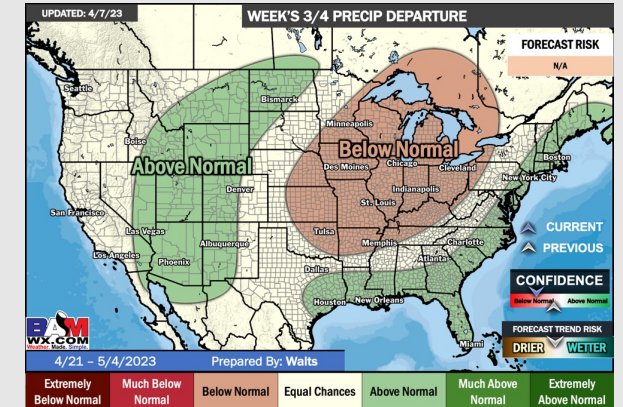 UPDATED: 4/7/23
WEEK'S 3/4 PRECIP DEPARTURE
FORECAST RISK
N/A
Seattle
Bismarck
Minneapolis
Boise
Above Normal
Below Normal
Des Moines
Chicago
Cleveland
Boston
New York City
Denver
Indianapolis
St. Louis
San Francisco
Las Vegas
Albuquerque
Tulsa
Memphis
Charlotte
Los Angeles
Phoenix
Atlanta
Dallas
Houston
New Orleans
Miami
CURRENT
PREVIOUS
CONFIDENCE
Below Normal
Above Normal
FORECAST TREND RISK
DRIER
WETTER
BAM
WX.COM
Weather. Made. Simple.
4/21 – 5/4/2023
Prepared By: Walts
Extremely
Below Normal
Much Below
Normal
Below Normal
Equal Chances
Above Normal
Much Above
Normal
Extremely
Above Normal